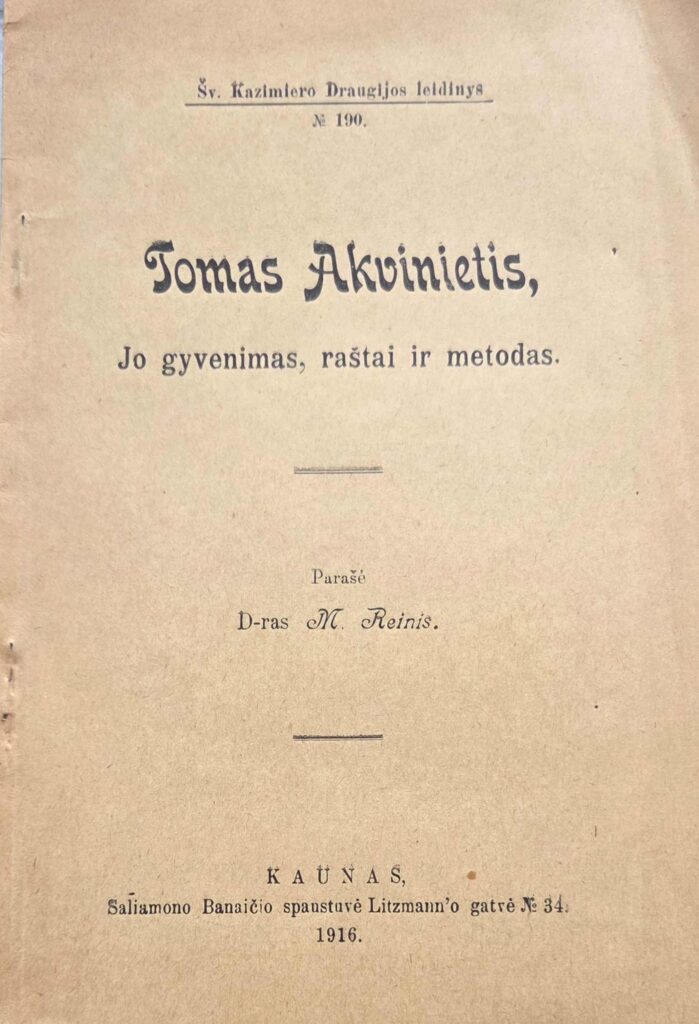 Šv. Kazimiero Draugijos leidinys
№ 190.
Tomas Akvinietis,
Jo gyvenimas, raštai ir metodas.
Parašė
D-ras M. Reinis.
KAUNAS,
Saliamono Banaičio spaustuvė Litzmann'o gatvė № 34.
1916.